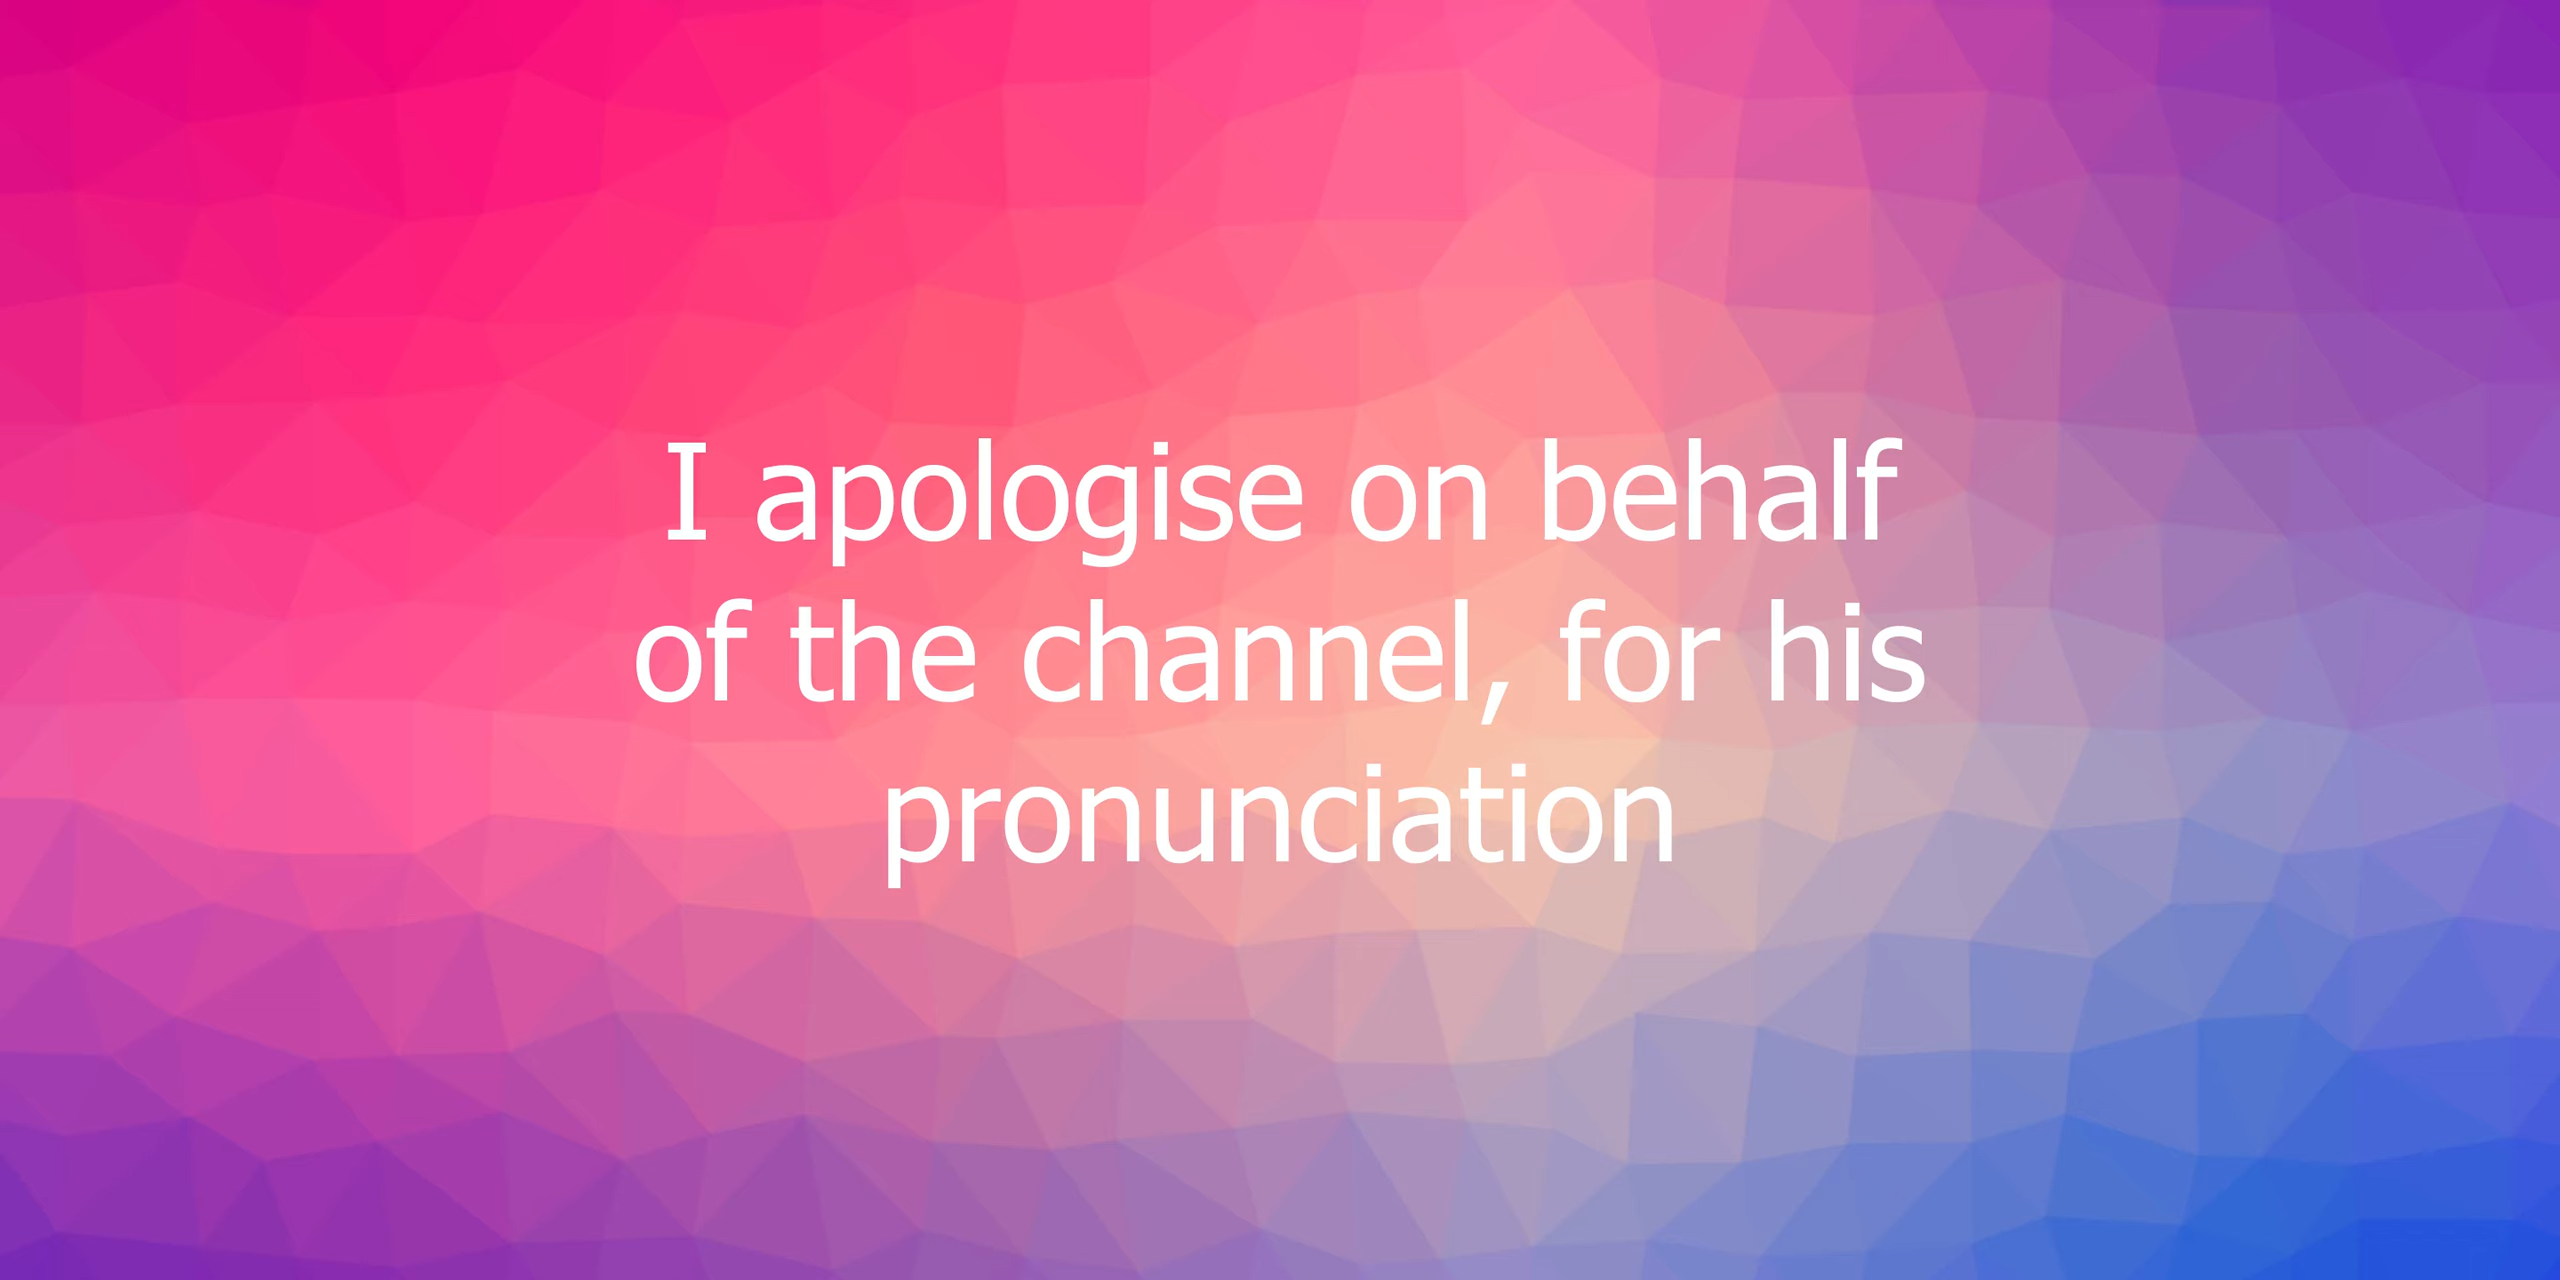 I apologise on behalf
of the channel, for his
pronunciation